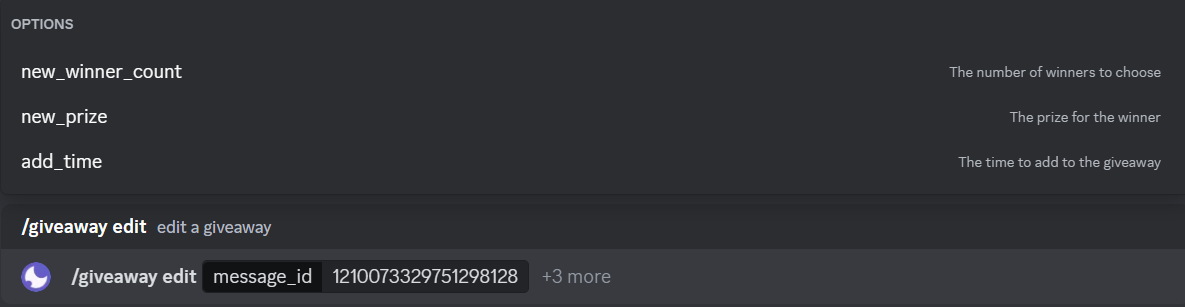 OPTIONS
new_winner_count The number of winners to choose
new_prize The prize for the winner
add_time The time to add to the giveaway
/giveaway edit edit a giveaway
/giveaway edit message_id 1210073329751298128 +3 more